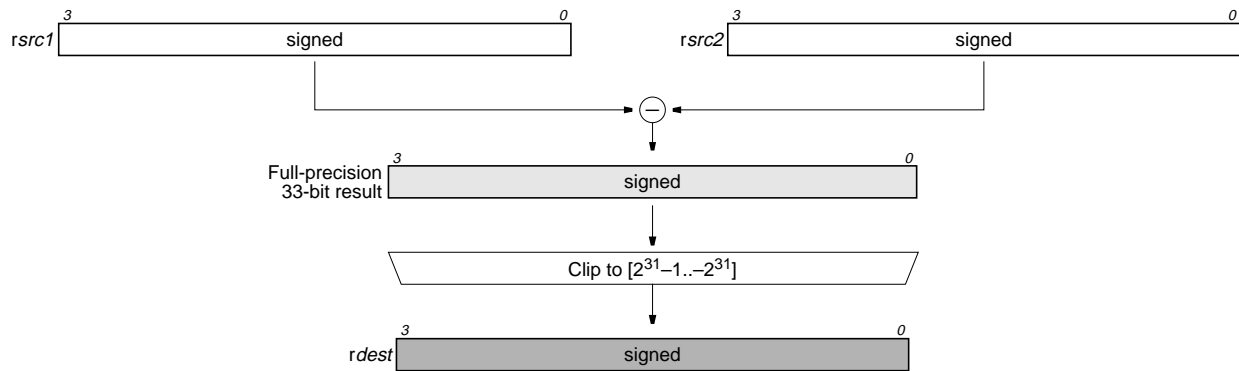 3 0 3 0
rsrc1 signed rsrc2 signed
–
3 0
Full-precision
33-bit result
signed
Clip to [2³¹–1..–2³¹]
3 0
rdest signed